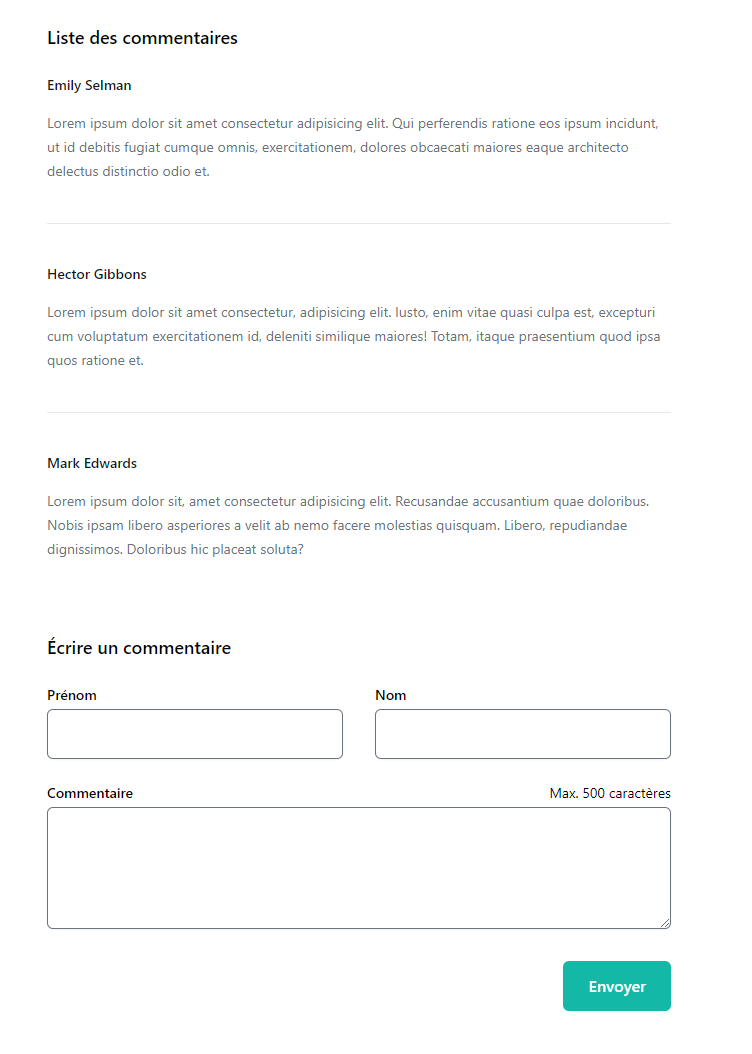 Liste des commentaires
Emily Selman
Lorem ipsum dolor sit amet consectetur adipisicing elit. Qui perferendis ratione eos ipsum incidunt,
ut id debitis fugiat cumque omnis, exercitationem, dolores obcaecati maiores eaque architecto
delectus distinctio odio et.
Hector Gibbons
Lorem ipsum dolor sit amet consectetur, adipisicing elit. Iusto, enim vitae quasi culpa est, excepturi
cum voluptatum exercitationem id, deleniti similique maiores! Totam, itaque praesentium quod ipsa
quos ratione et.
Mark Edwards
Lorem ipsum dolor sit, amet consectetur adipisicing elit. Recusandae accusantium quae doloribus.
Nobis ipsam libero asperiores a velit ab nemo facere molestias quisquam. Libero, repudiandae
dignissimos. Doloribus hic placeat soluta?
Écrire un commentaire
Prénom Nom
Commentaire Max. 500 caractères
Envoyer